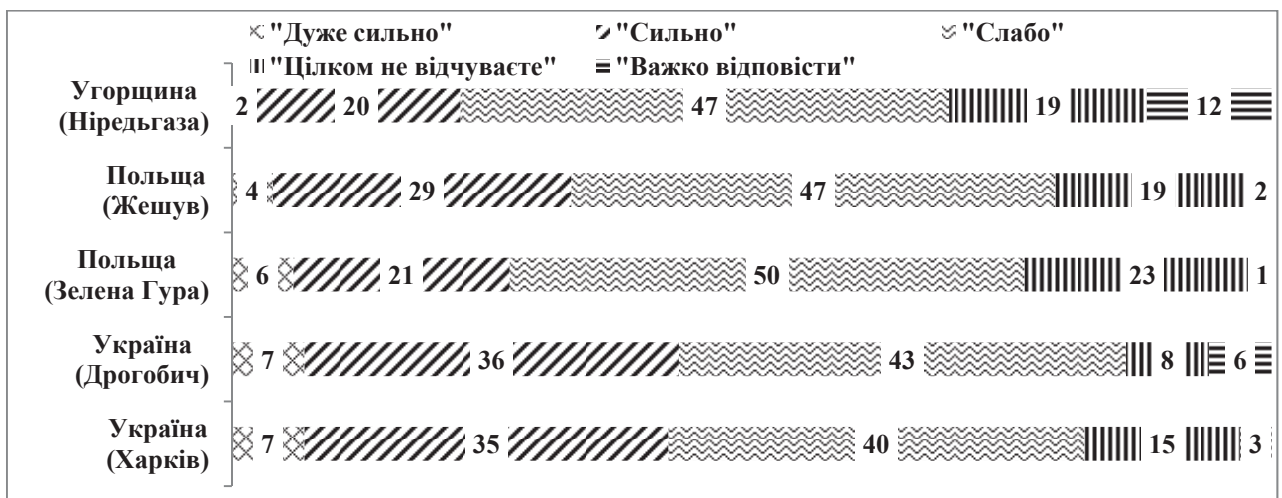 "Дуже сильно" "Сильно" "Слабо"
"Цілком не відчуваєте" "Важко відповісти"
Угорщина
(Ніредьгаза)
2 20 47 19 12
Польща
(Жешув)
4 29 47 19 2
Польща
(Зелена Гура)
6 21 50 23 1
Україна
(Дрогобич)
7 36 43 8 6
Україна
(Харків)
7 35 40 15 3